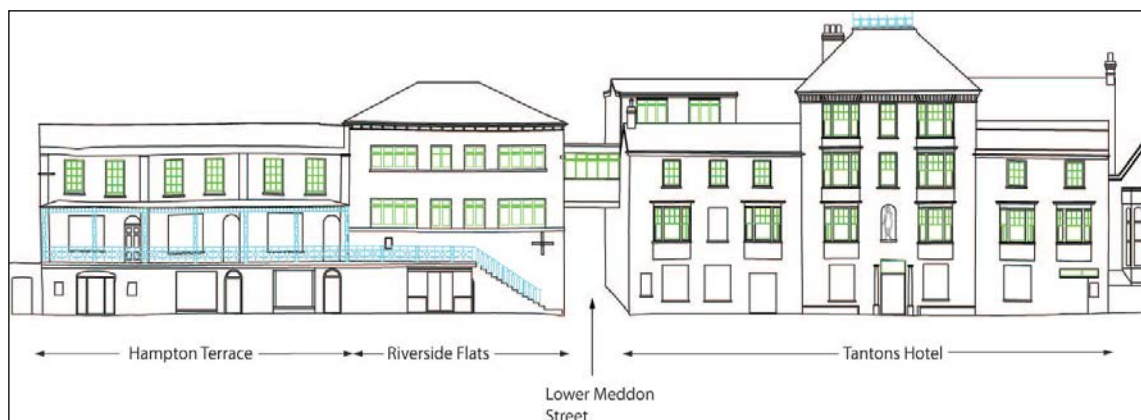 Hampton Terrace
Riverside Flats
Tantons Hotel
Lower Meddon
Street